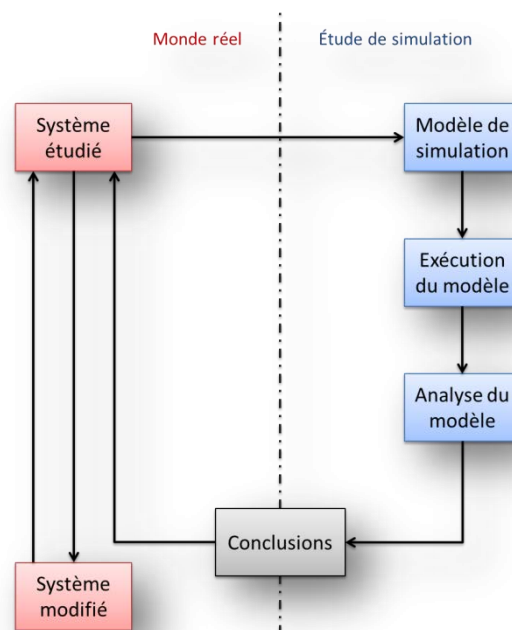 Monde réel
Étude de simulation
Système
étudié
Modèle de
simulation
Exécution
du modèle
Analyse du
modèle
Conclusions
Système
modifié